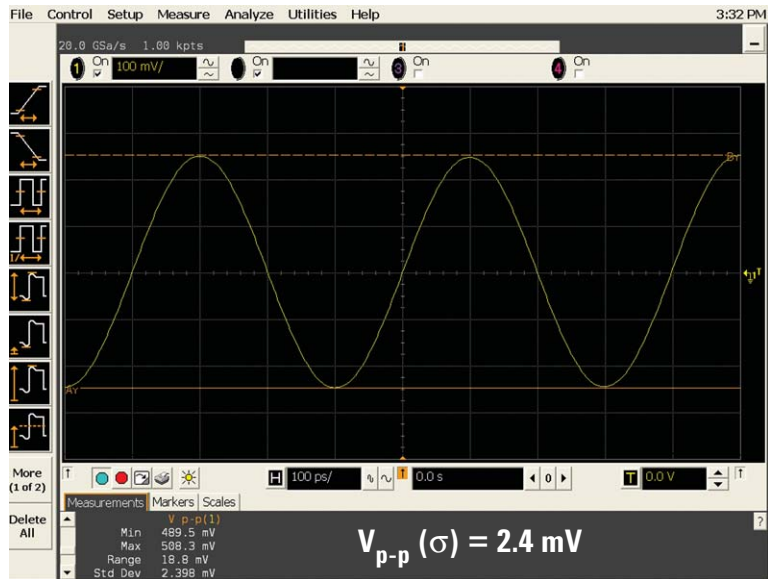 File Control Setup Measure Analyze Utilities Help 3:32 PM
20.0 GSa/s 1.00 kpts
1 On 100 mV/ On 3 On 4 On
By
Ay
More
(1 of 2)
Delete
All
H 100 ps/ 0.0 s 0 T 0.0 V
Measurements Markers Scales
V p-p(1)
Min 489.5 mV
Max 508.3 mV
Range 18.8 mV
Std Dev 2.398 mV
?
Vp-p (σ) = 2.4 mV